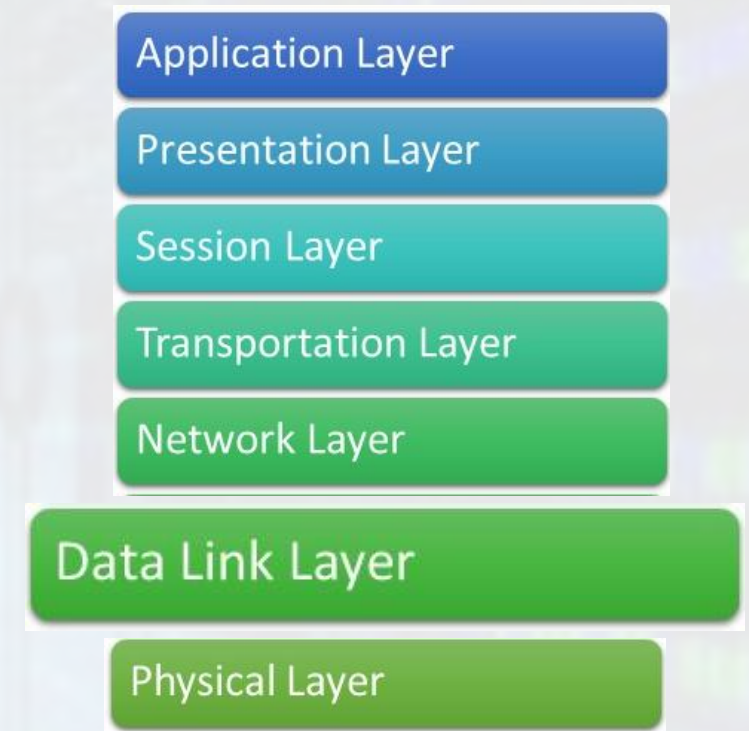 Application Layer
Presentation Layer
Session Layer
Transportation Layer
Network Layer
Data Link Layer
Physical Layer